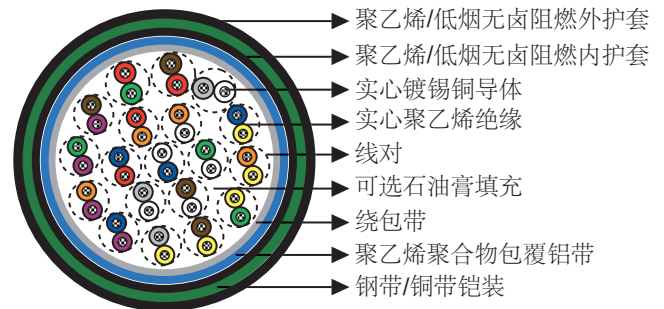 聚乙烯/低烟无卤阻燃外护套
聚乙烯/低烟无卤阻燃内护套
实心镀锡铜导体
实心聚乙烯绝缘
线对
可选石油膏填充
绕包带
聚乙烯聚合物包覆铝带
钢带/铜带铠装